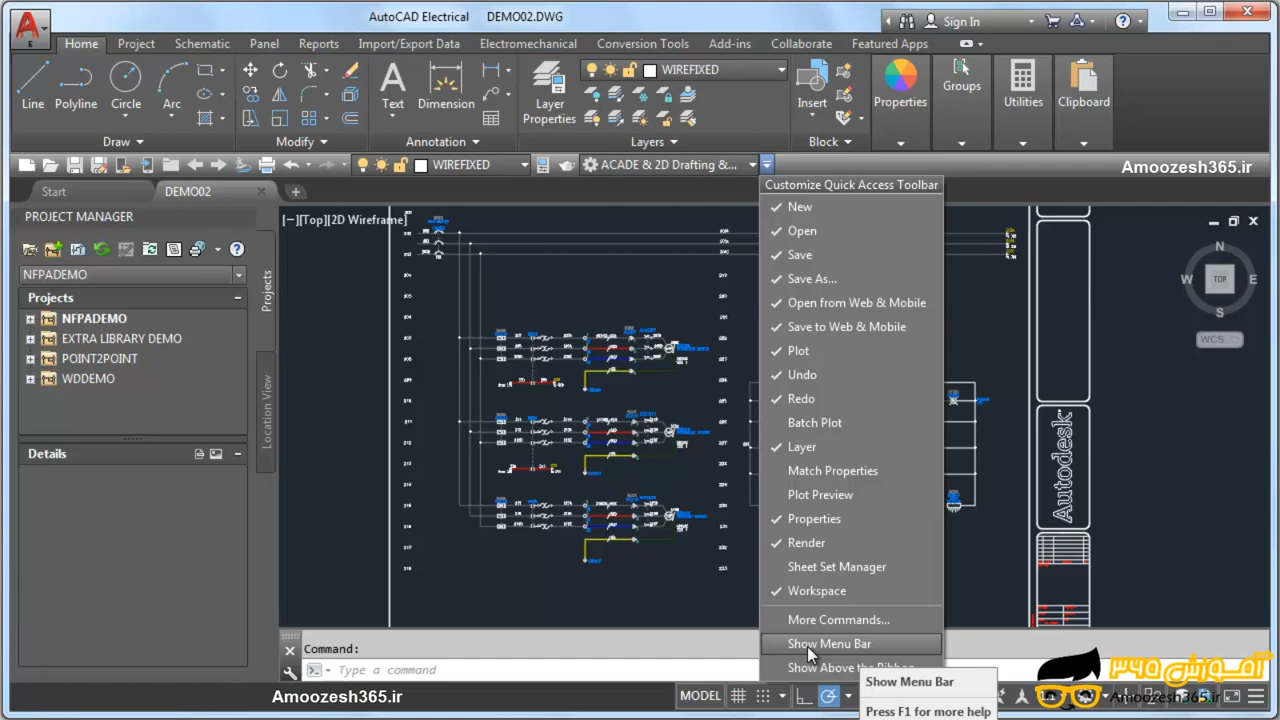 AutoCAD Electrical DEMO02.DWG
Sign In
Home Project Schematic Panel Reports Import/Export Data Electromechanical Conversion Tools Add-ins Collaborate Featured Apps
WIREFIXED
Line Polyline Circle Arc Text Dimension Layer Properties Insert Properties Groups Utilities Clipboard
Draw Modify Annotation Layers Block
WIREFIXED ACADE & 2D Drafting &... Amoozesh365.ir
Start DEMO02
Customize Quick Access Toolbar
New
Open
Save
Save As...
Open from Web & Mobile
Save to Web & Mobile
Plot
Undo
Redo
Batch Plot
Layer
Match Properties
Plot Preview
Properties
Render
Sheet Set Manager
Workspace
More Commands...
Show Menu Bar
Show Above the Ribbon
PROJECT MANAGER
NFPADEMO
Projects
NFPADEMO
EXTRA LIBRARY DEMO
POINT2POINT
WDDEMO
Details
Projects
Location View
[−][Top][2D Wireframe]
N
W TOP E
S
WCS
Autodesk
Command:
Type a command
Show Menu Bar
Press F1 for more help
MODEL
Amoozesh365.ir
آموزش ۳۶۵
Amoozesh365.ir